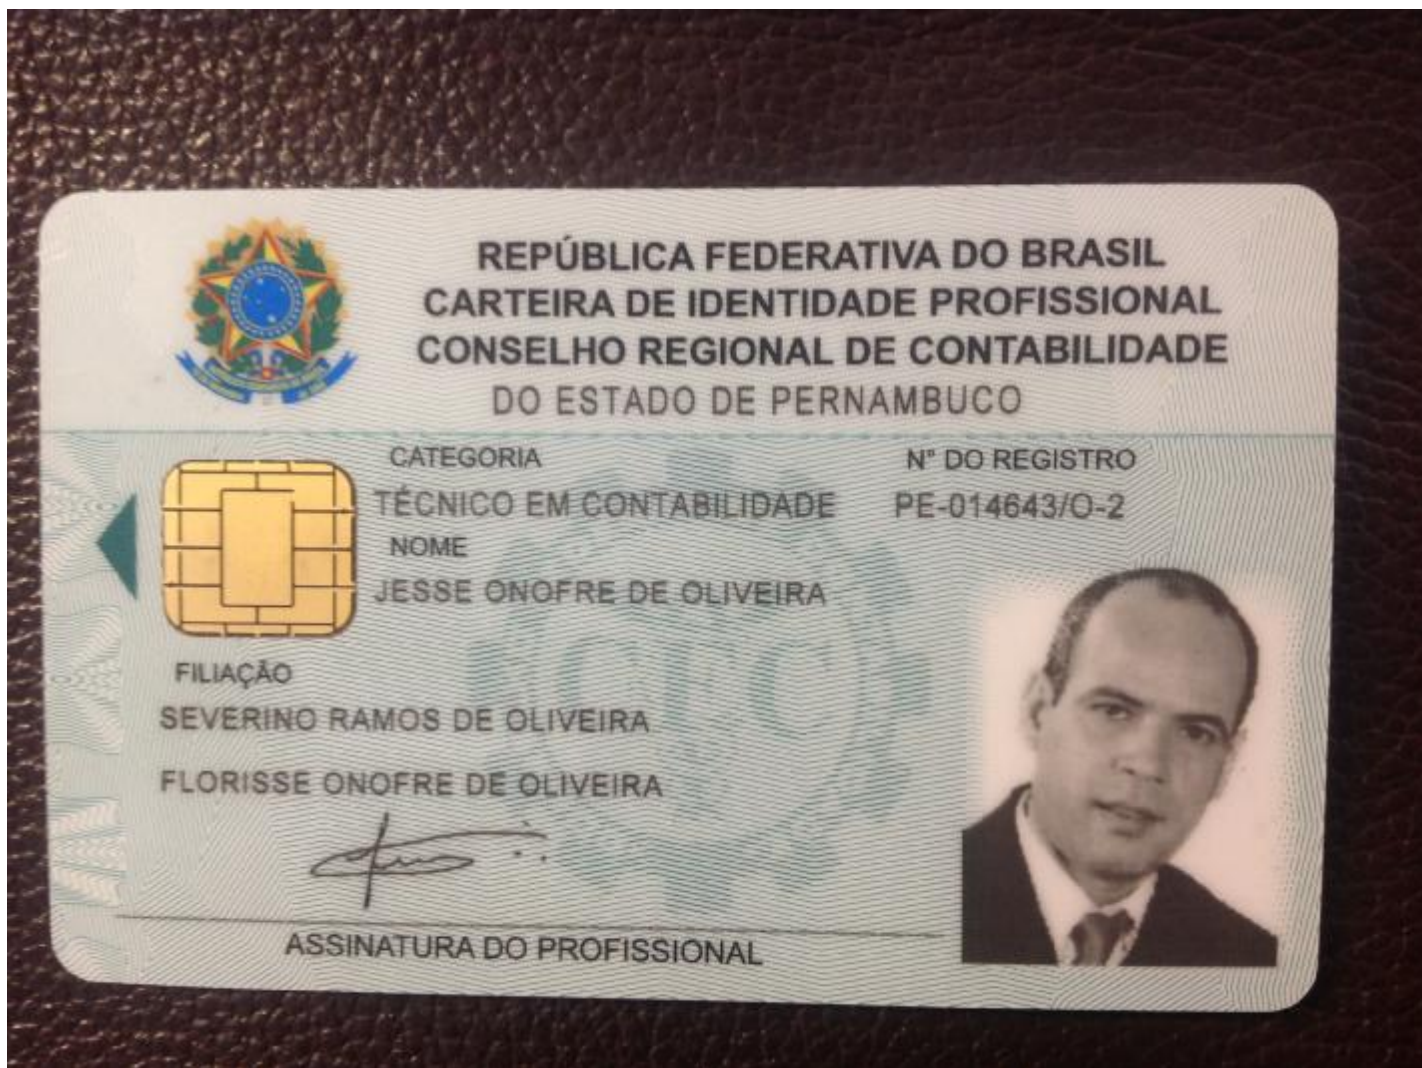 REPÚBLICA FEDERATIVA DO BRASIL
CARTEIRA DE IDENTIDADE PROFISSIONAL
CONSELHO REGIONAL DE CONTABILIDADE
DO ESTADO DE PERNAMBUCO
CATEGORIA Nº DO REGISTRO
TÉCNICO EM CONTABILIDADE PE-014643/O-2
NOME
JESSE ONOFRE DE OLIVEIRA
CFC
FILIAÇÃO
SEVERINO RAMOS DE OLIVEIRA
FLORISSE ONOFRE DE OLIVEIRA
ASSINATURA DO PROFISSIONAL